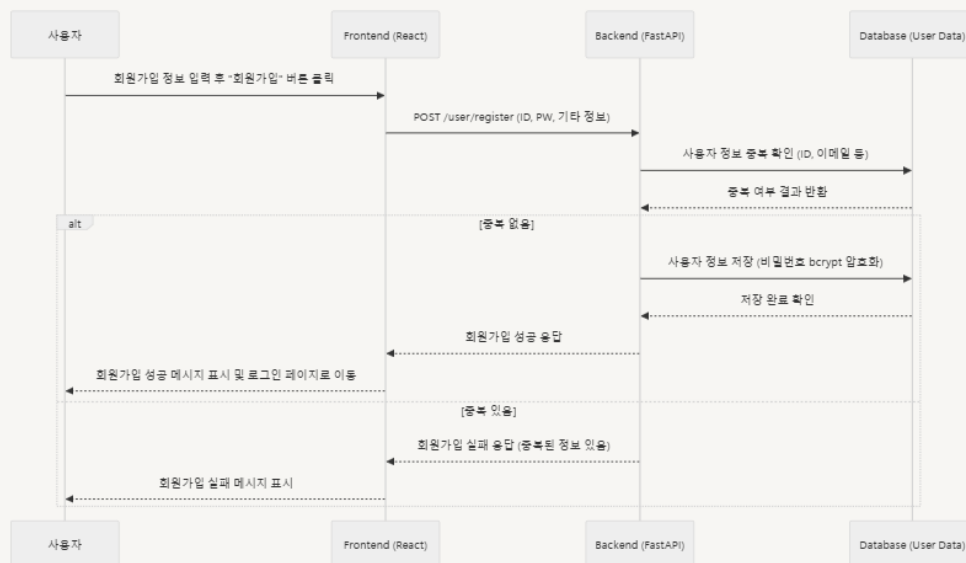 사용자
Frontend (React)
Backend (FastAPI)
Database (User Data)
회원가입 정보 입력 후 "회원가입" 버튼 클릭
POST /user/register (ID, PW, 기타 정보)
사용자 정보 중복 확인 (ID, 이메일 등)
중복 여부 결과 반환
alt
[중복 없음]
사용자 정보 저장 (비밀번호 bcrypt 암호화)
저장 완료 확인
회원가입 성공 응답
회원가입 성공 메시지 표시 및 로그인 페이지로 이동
[중복 있음]
회원가입 실패 응답 (중복된 정보 있음)
회원가입 실패 메시지 표시
사용자
Frontend (React)
Backend (FastAPI)
Database (User Data)